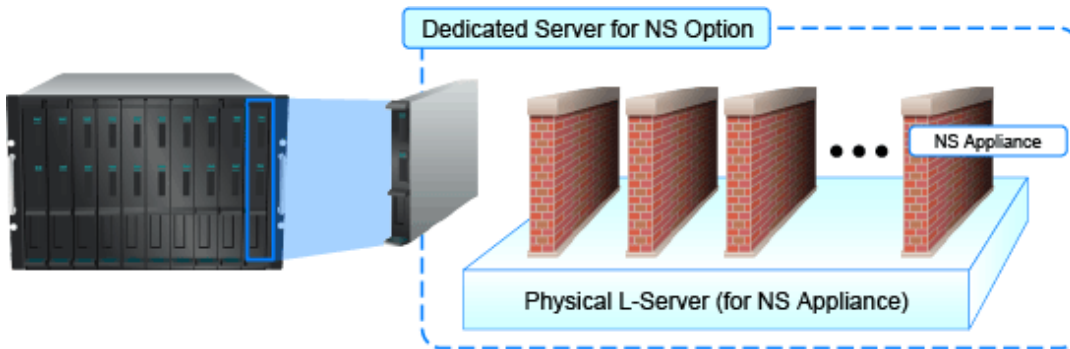 Dedicated Server for NS Option
NS Appliance
Physical L-Server (for NS Appliance)